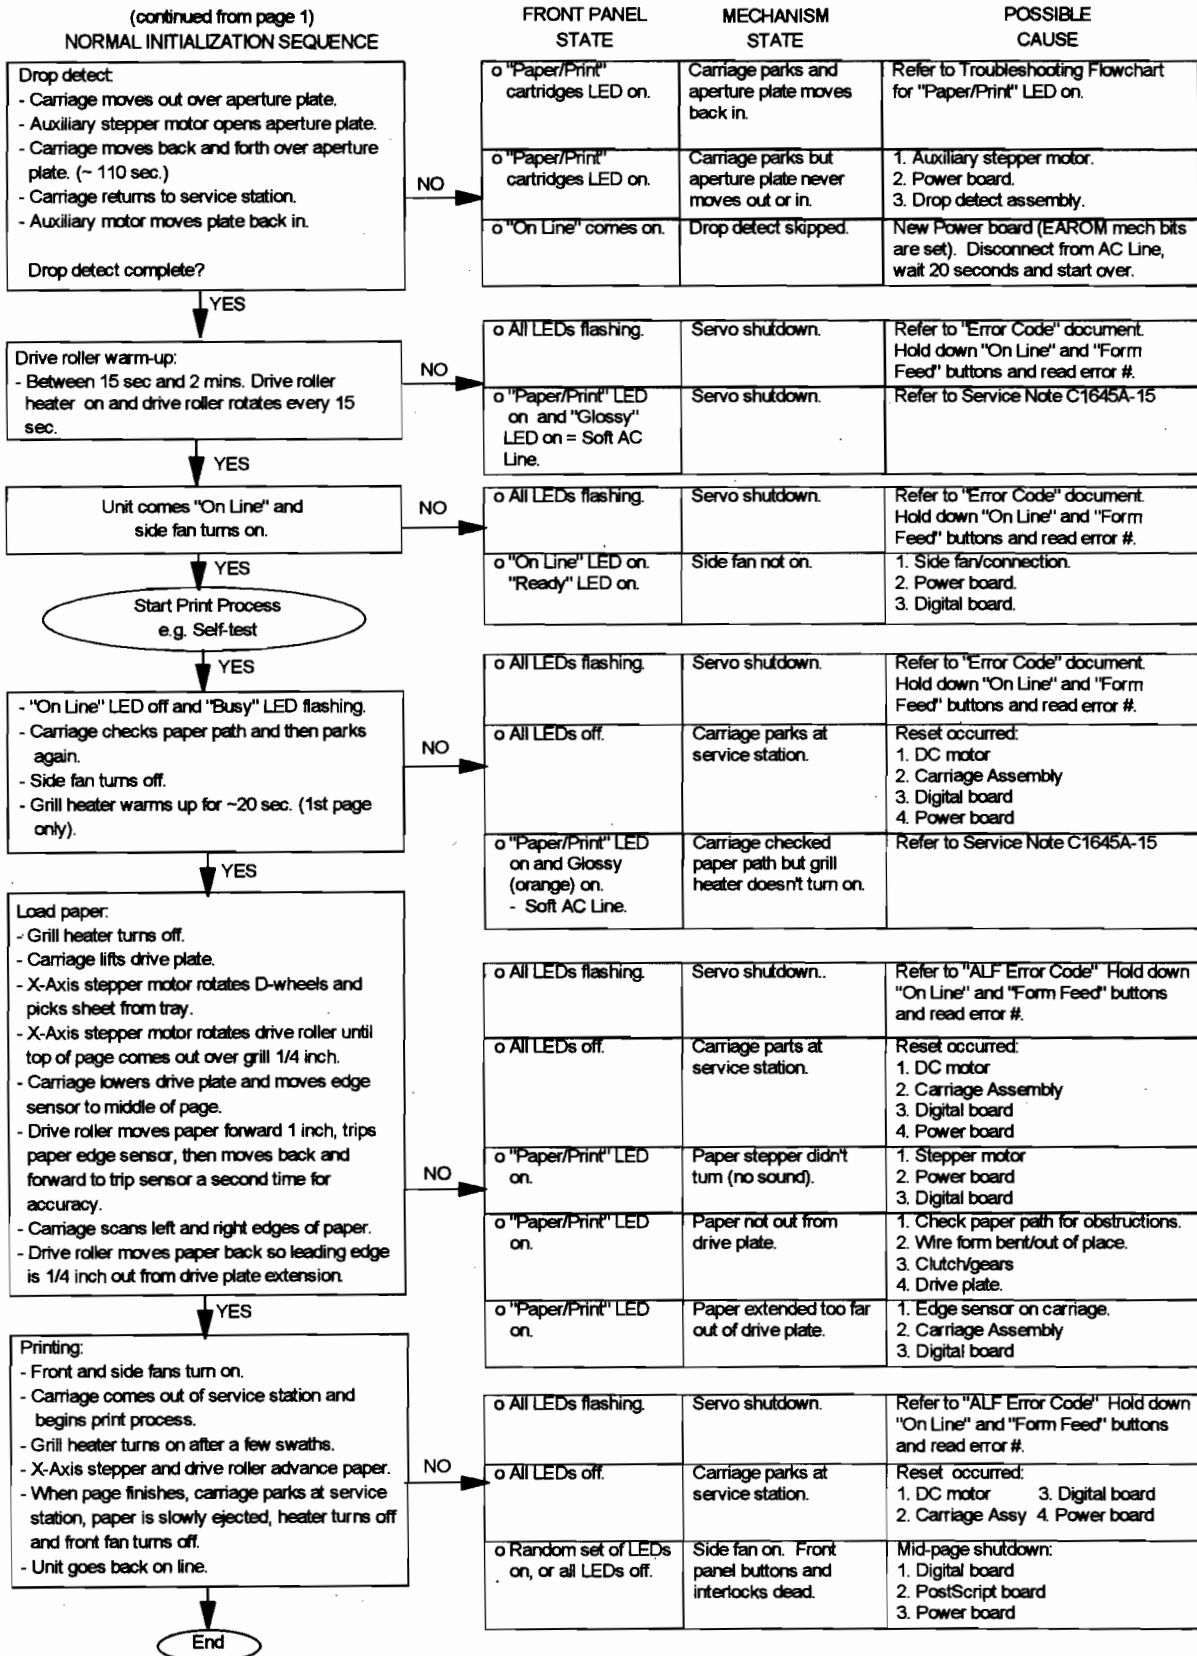 (continued from page 1)
NORMAL INITIALIZATION SEQUENCE
FRONT PANEL
STATE
MECHANISM
STATE
POSSIBLE
CAUSE
Drop detect:
- Carriage moves out over aperture plate.
- Auxiliary stepper motor opens aperture plate.
- Carriage moves back and forth over aperture
plate. (~ 110 sec.)
- Carriage returns to service station.
- Auxiliary motor moves plate back in.
Drop detect complete?
NO
o "Paper/Print"
cartridges LED on.
Carriage parks and
aperture plate moves
back in.
Refer to Troubleshooting Flowchart
for "Paper/Print" LED on.
o "Paper/Print"
cartridges LED on.
Carriage parks but
aperture plate never
moves out or in.
1. Auxiliary stepper motor.
2. Power board.
3. Drop detect assembly.
o "On Line" comes on.
Drop detect skipped.
New Power board (EAROM mech bits
are set). Disconnect from AC Line,
wait 20 seconds and start over.
YES
Drive roller warm-up:
- Between 15 sec and 2 mins. Drive roller
heater on and drive roller rotates every 15
sec.
NO
o All LEDs flashing.
Servo shutdown.
Refer to "Error Code" document.
Hold down "On Line" and "Form
Feed" buttons and read error #.
o "Paper/Print" LED
on and "Glossy"
LED on = Soft AC
Line.
Servo shutdown.
Refer to Service Note C1645A-15
YES
Unit comes "On Line" and
side fan turns on.
NO
o All LEDs flashing.
Servo shutdown.
Refer to "Error Code" document.
Hold down "On Line" and "Form
Feed" buttons and read error #.
o "On Line" LED on.
"Ready" LED on.
Side fan not on.
1. Side fan/connection.
2. Power board.
3. Digital board.
YES
Start Print Process
e.g. Self-test
YES
- "On Line" LED off and "Busy" LED flashing.
- Carriage checks paper path and then parks
again.
- Side fan turns off.
- Grill heater warms up for ~20 sec. (1st page
only).
NO
o All LEDs flashing.
Servo shutdown.
Refer to "Error Code" document.
Hold down "On Line" and "Form
Feed" buttons and read error #.
o All LEDs off.
Carriage parks at
service station.
Reset occurred:
1. DC motor
2. Carriage Assembly
3. Digital board
4. Power board
o "Paper/Print" LED
on and Glossy
(orange) on.
- Soft AC Line.
Carriage checked
paper path but grill
heater doesn't turn on.
Refer to Service Note C1645A-15
YES
Load paper:
- Grill heater turns off.
- Carriage lifts drive plate.
- X-Axis stepper motor rotates D-wheels and
picks sheet from tray.
- X-Axis stepper motor rotates drive roller until
top of page comes out over grill 1/4 inch.
- Carriage lowers drive plate and moves edge
sensor to middle of page.
- Drive roller moves paper forward 1 inch, trips
paper edge sensor, then moves back and
forward to trip sensor a second time for
accuracy.
- Carriage scans left and right edges of paper.
- Drive roller moves paper back so leading edge
is 1/4 inch out from drive plate extension.
NO
o All LEDs flashing.
Servo shutdown..
Refer to "ALF Error Code" Hold down
"On Line" and "Form Feed" buttons
and read error #.
o All LEDs off.
Carriage parts at
service station.
Reset occurred:
1. DC motor
2. Carriage Assembly
3. Digital board
4. Power board
o "Paper/Print" LED
on.
Paper stepper didn't
turn (no sound).
1. Stepper motor
2. Power board
3. Digital board
o "Paper/Print" LED
on.
Paper not out from
drive plate.
1. Check paper path for obstructions.
2. Wire form bent/out of place.
3. Clutch/gears
4. Drive plate.
o "Paper/Print" LED
on.
Paper extended too far
out of drive plate.
1. Edge sensor on carriage.
2. Carriage Assembly
3. Digital board
YES
Printing:
- Front and side fans turn on.
- Carriage comes out of service station and
begins print process.
- Grill heater turns on after a few swaths.
- X-Axis stepper and drive roller advance paper.
- When page finishes, carriage parks at service
station, paper is slowly ejected, heater turns off
and front fan turns off.
- Unit goes back on line.
NO
o All LEDs flashing.
Servo shutdown.
Refer to "ALF Error Code" Hold down
"On Line" and "Form Feed" buttons
and read error #.
o All LEDs off.
Carriage parks at
service station.
Reset occurred:
1. DC motor 3. Digital board
2. Carriage Assy 4. Power board
o Random set of LEDs
on, or all LEDs off.
Side fan on. Front
panel buttons and
interlocks dead.
Mid-page shutdown:
1. Digital board
2. PostScript board
3. Power board
End